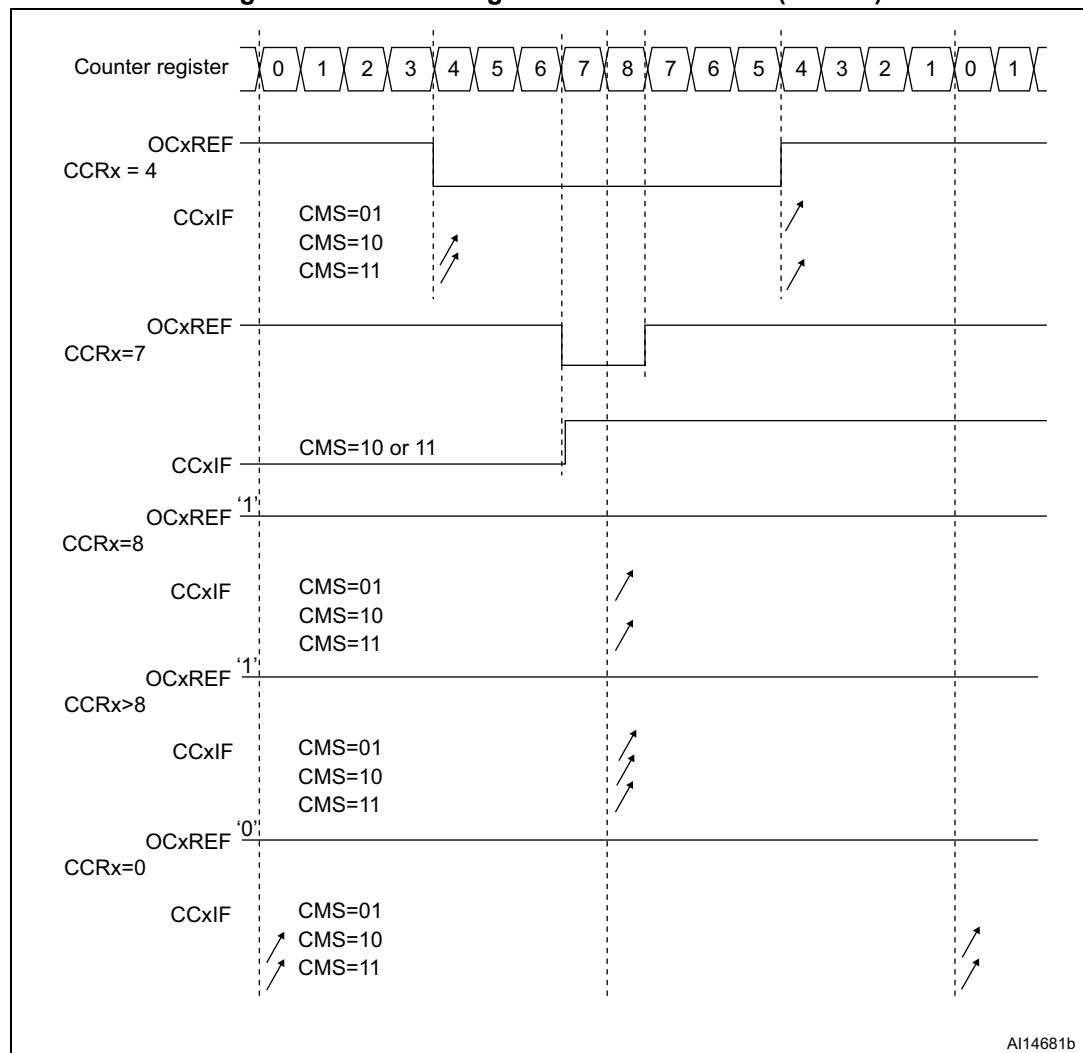 Counter register 0 1 2 3 4 5 6 7 8 7 6 5 4 3 2 1 0 1
OCxREF
CCRx = 4
CCxIF CMS=01
CMS=10
CMS=11
OCxREF
CCRx=7
CMS=10 or 11
CCxIF
OCxREF '1'
CCRx=8
CCxIF CMS=01
CMS=10
CMS=11
OCxREF '1'
CCRx>8
CCxIF CMS=01
CMS=10
CMS=11
OCxREF '0'
CCRx=0
CCxIF CMS=01
CMS=10
CMS=11
AI14681b